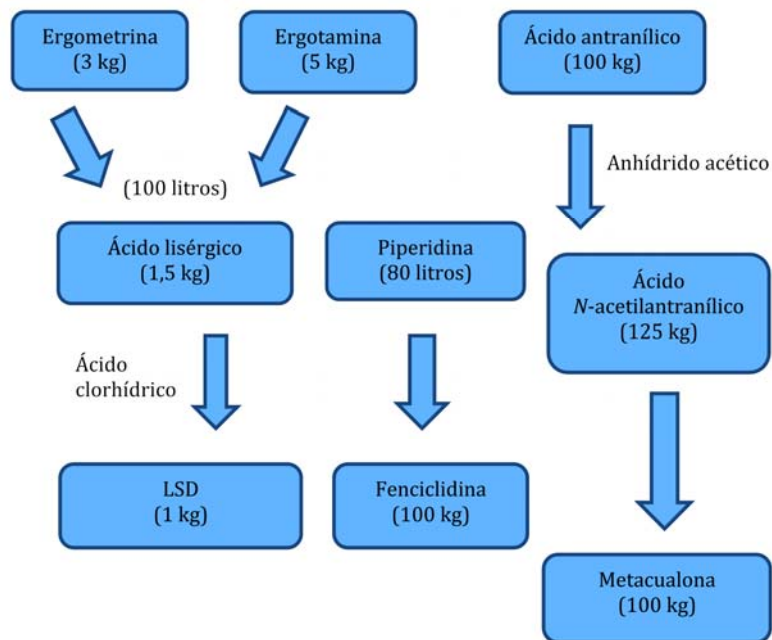 Ergometrina
(3 kg)
Ergotamina
(5 kg)
Ácido antranílico
(100 kg)
(100 litros)
Anhídrido acético
Ácido lisérgico
(1,5 kg)
Piperidina
(80 litros)
Ácido
N-acetilantranílico
(125 kg)
Ácido
clorhídrico
LSD
(1 kg)
Fenciclidina
(100 kg)
Metacualona
(100 kg)